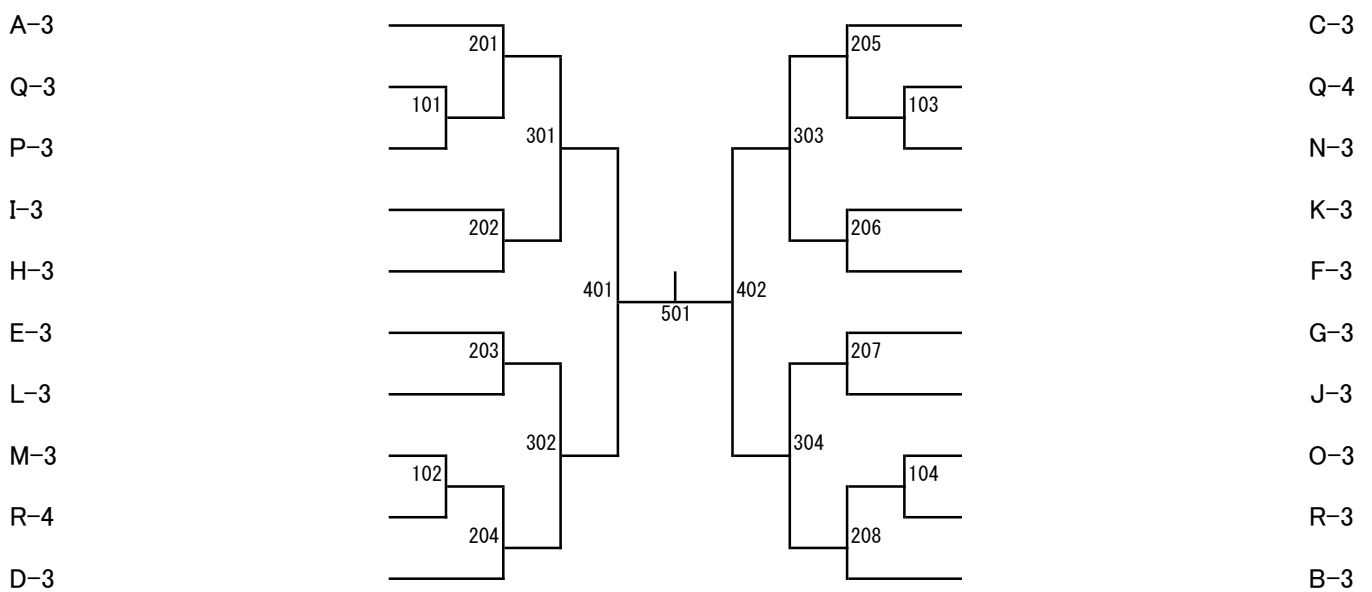 A-3 C-3
201 205
Q-3 Q-4
101 103
P-3 301 303 N-3
I-3 K-3
202 206
H-3 F-3
401 402
501
E-3 G-3
203 207
L-3 J-3
302 304
M-3 O-3
102 104
R-4 R-3
204 208
D-3 B-3